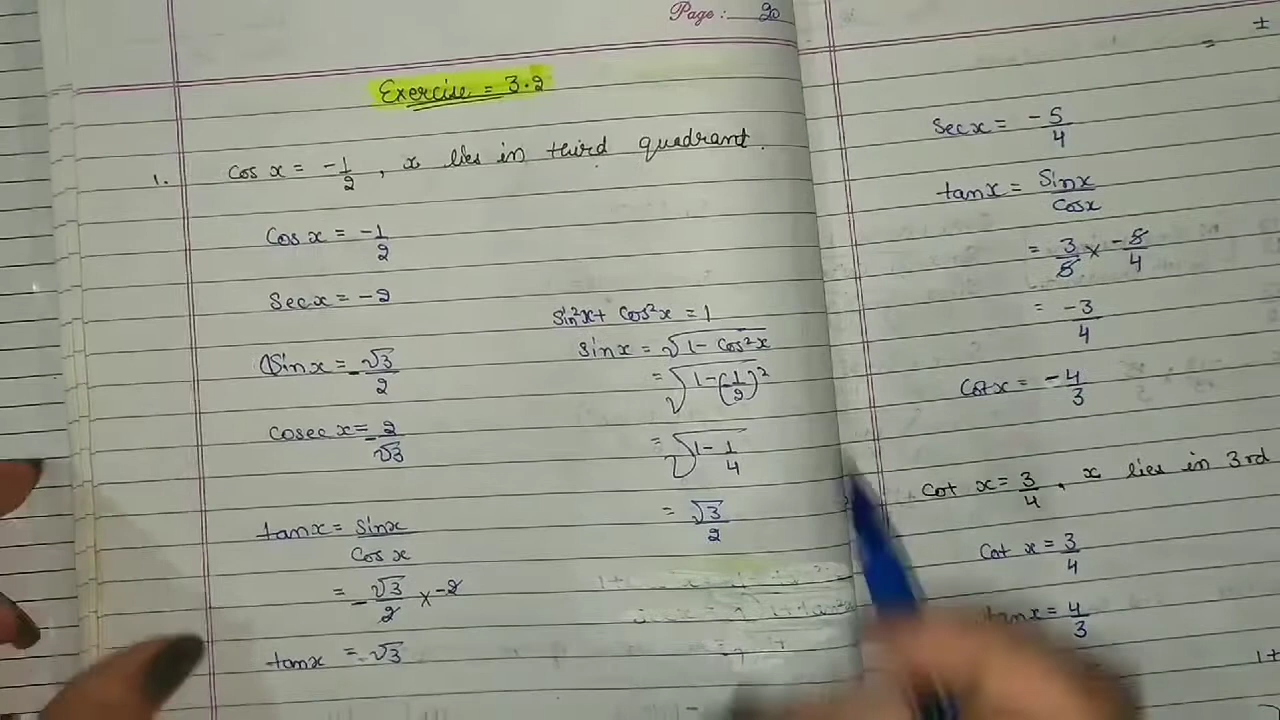 Page : 20
Exercise = 3.2
1. Cos x = -1/2 , x lies in third quadrant.
Cos x = -1/2
Sec x = -2
Sin x = -√3/2
Cosec x = -2/√3
tan x = Sin x/Cos x
= -√3/2 × -2
tan x = √3
Sin²x + Cos²x = 1
Sin x = √1 - Cos²x
= √1-(-1/2)²
= √1 - 1/4
= √3/2
= ±
Sec x = -5/4
tan x = Sin x/Cos x
= 3/5 × -5/4
= -3/4
Cot x = -4/3
Cot x = 3/4 , x lies in 3rd
Cot x = 3/4
tan x = 4/3
1+